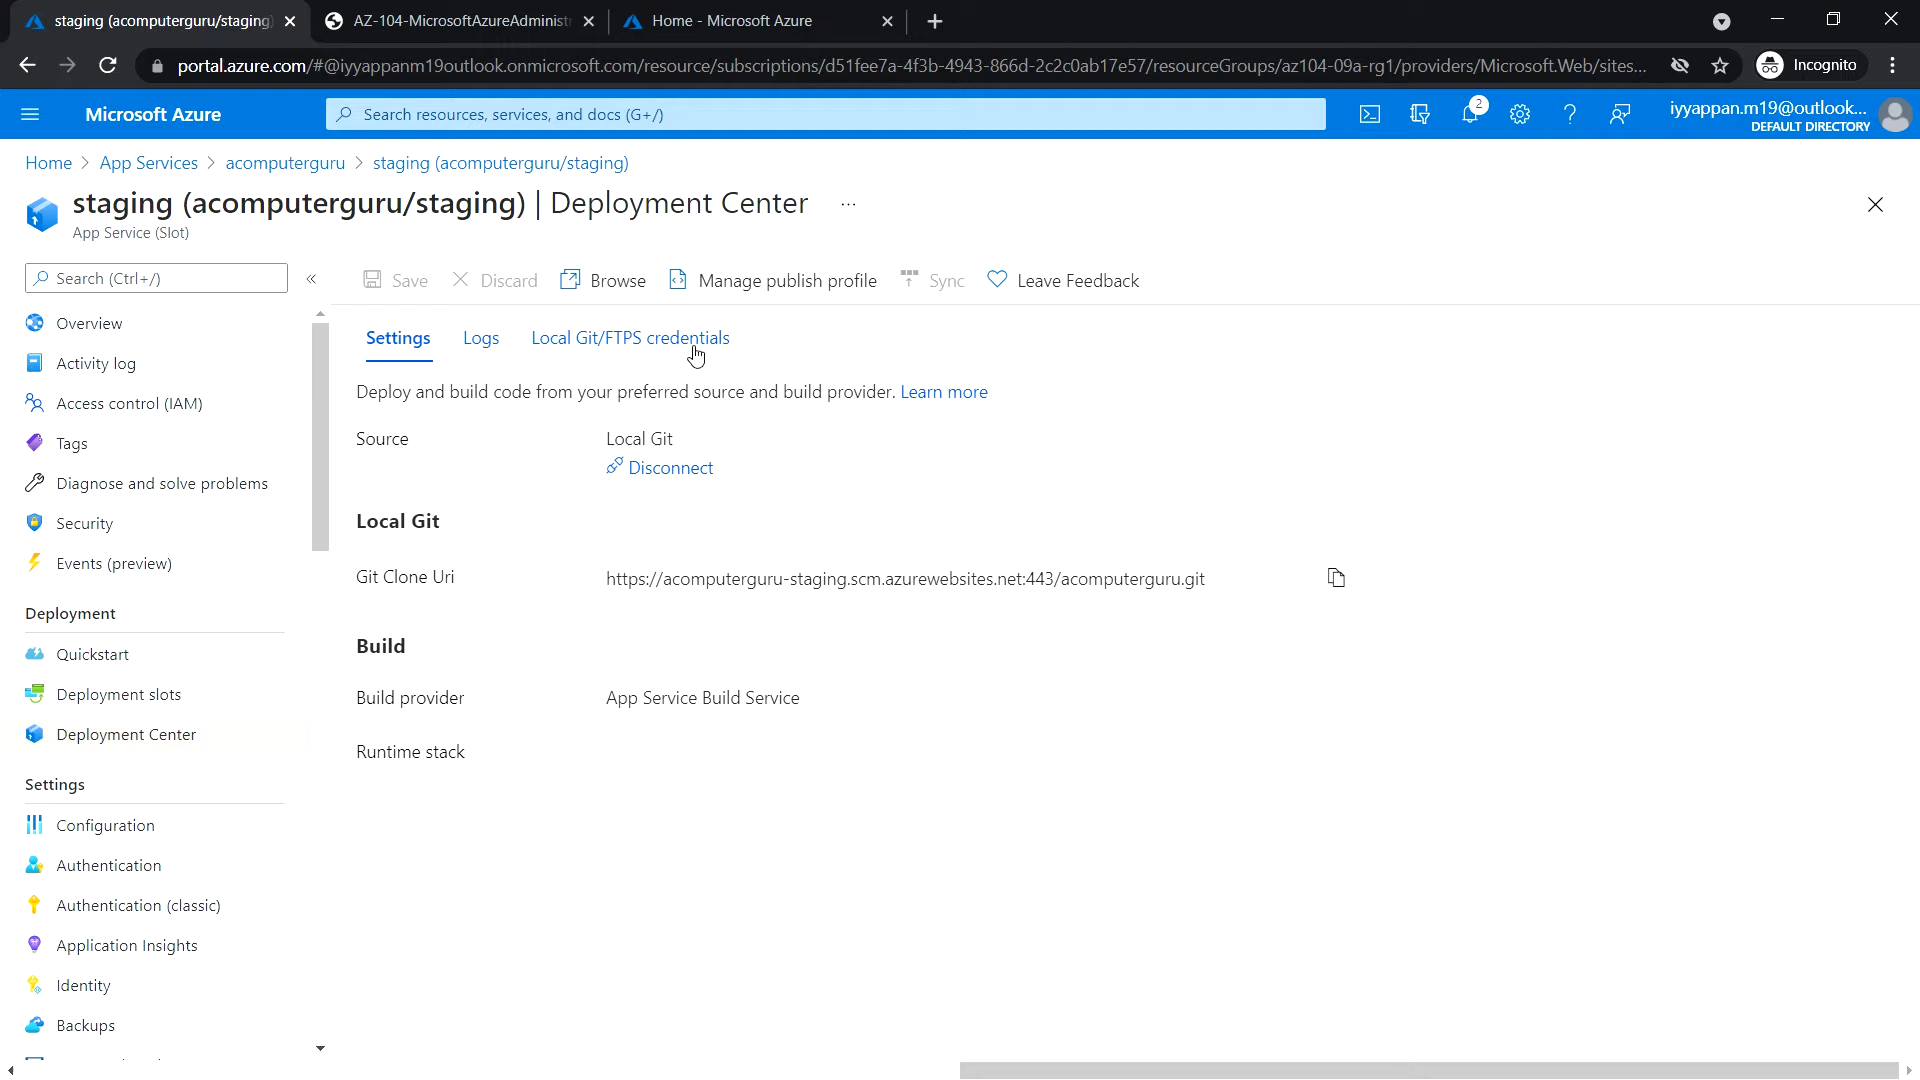 staging (acomputerguru/staging)
AZ-104-MicrosoftAzureAdminist
Home - Microsoft Azure
portal.azure.com/#@iyyappanm19outlook.onmicrosoft.com/resource/subscriptions/d51fee7a-4f3b-4943-866d-2c2c0ab17e57/resourceGroups/az104-09a-rg1/providers/Microsoft.Web/sites...
Incognito
Microsoft Azure
Search resources, services, and docs (G+/)
2
iyyappan.m19@outlook...
DEFAULT DIRECTORY
Home > App Services > acomputerguru > staging (acomputerguru/staging)
staging (acomputerguru/staging) | Deployment Center ...
App Service (Slot)
Search (Ctrl+/)
«
Save
Discard
Browse
Manage publish profile
Sync
Leave Feedback
Overview
Activity log
Access control (IAM)
Tags
Diagnose and solve problems
Security
Events (preview)
Deployment
Quickstart
Deployment slots
Deployment Center
Settings
Configuration
Authentication
Authentication (classic)
Application Insights
Identity
Backups
Settings
Logs
Local Git/FTPS credentials
Deploy and build code from your preferred source and build provider. Learn more
Source
Local Git
Disconnect
Local Git
Git Clone Uri
https://acomputerguru-staging.scm.azurewebsites.net:443/acomputerguru.git
Build
Build provider
App Service Build Service
Runtime stack